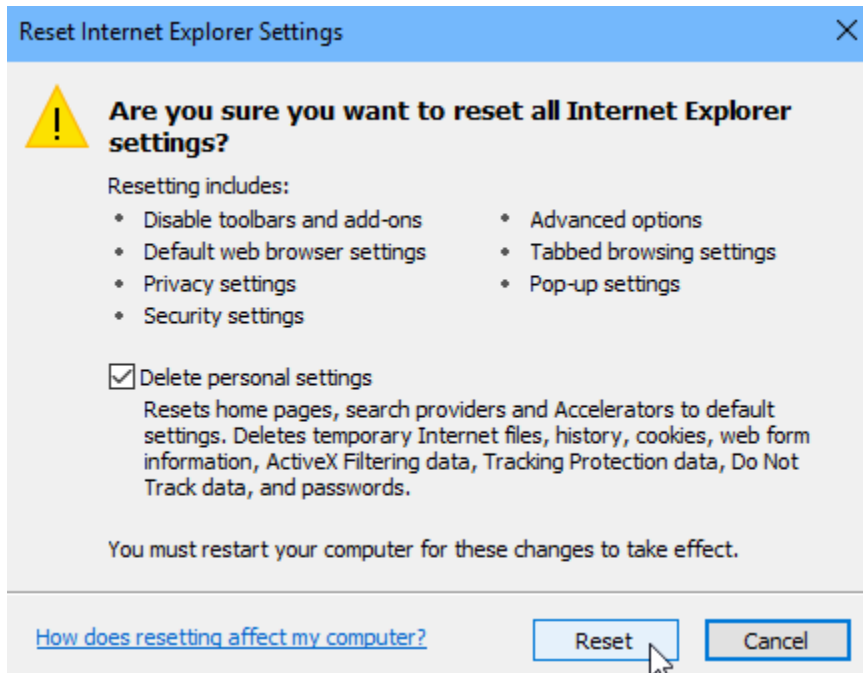 Reset Internet Explorer Settings
Are you sure you want to reset all Internet Explorer
settings?
Resetting includes:
• Disable toolbars and add-ons
• Default web browser settings
• Privacy settings
• Security settings
• Advanced options
• Tabbed browsing settings
• Pop-up settings
Delete personal settings
Resets home pages, search providers and Accelerators to default
settings. Deletes temporary Internet files, history, cookies, web form
information, ActiveX Filtering data, Tracking Protection data, Do Not
Track data, and passwords.
You must restart your computer for these changes to take effect.
How does resetting affect my computer?
Reset
Cancel